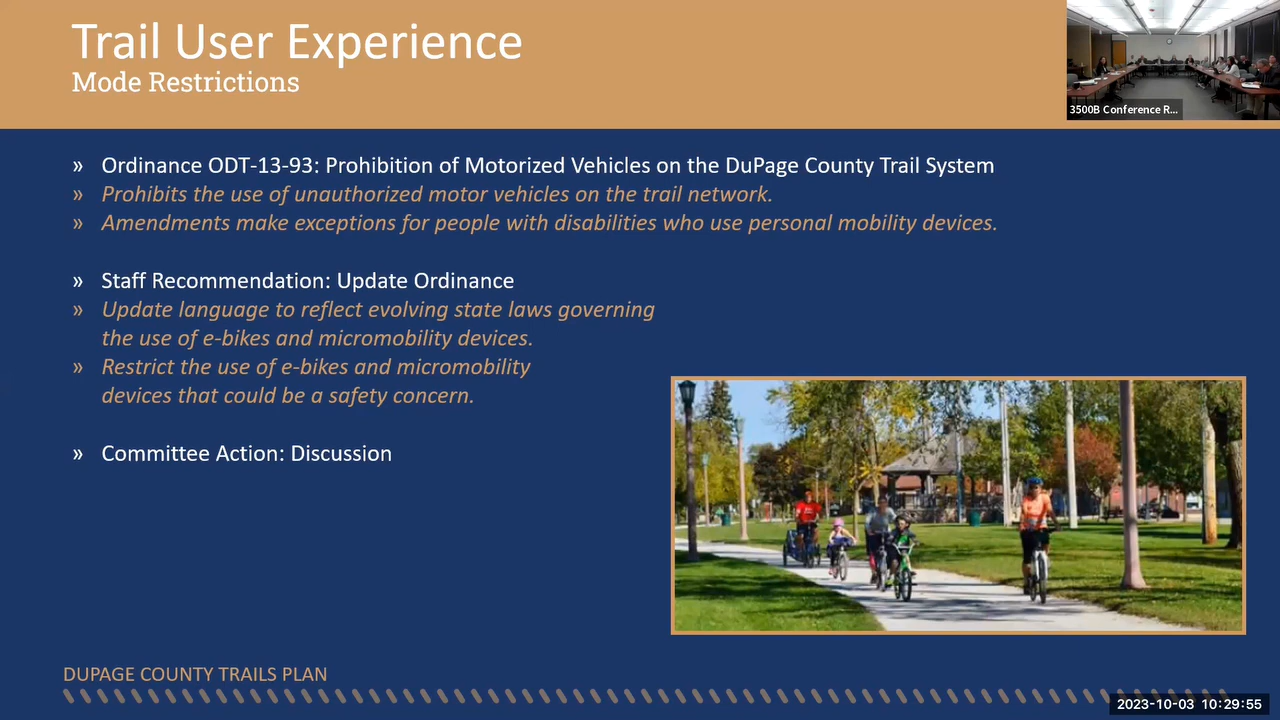 Trail User Experience
Mode Restrictions
3500B Conference R...
» Ordinance ODT-13-93: Prohibition of Motorized Vehicles on the DuPage County Trail System
» Prohibits the use of unauthorized motor vehicles on the trail network.
» Amendments make exceptions for people with disabilities who use personal mobility devices.
» Staff Recommendation: Update Ordinance
» Update language to reflect evolving state laws governing
the use of e-bikes and micromobility devices.
» Restrict the use of e-bikes and micromobility
devices that could be a safety concern.
» Committee Action: Discussion
DUPAGE COUNTY TRAILS PLAN
2023-10-03 10:29:55